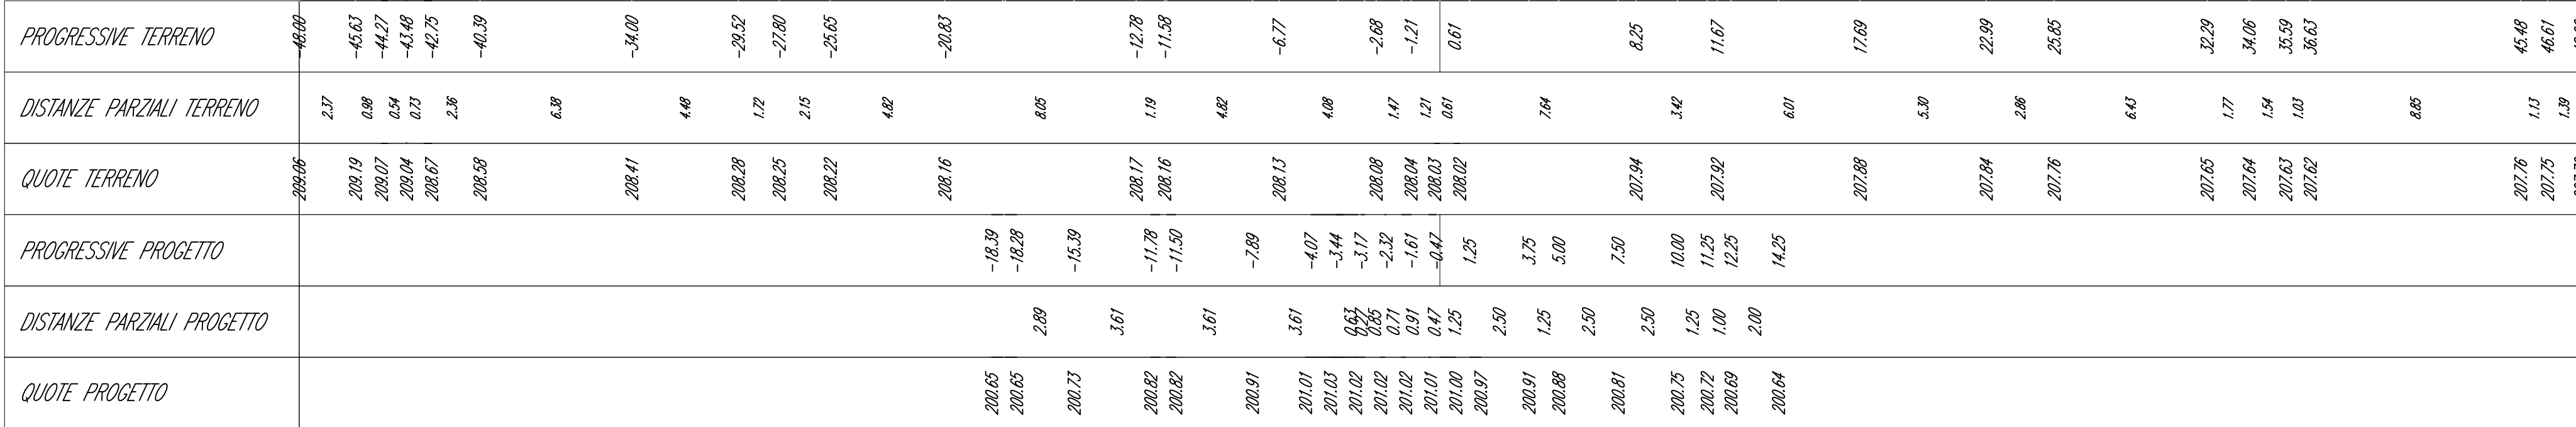 PROGRESSIVE TERRENO -48.00 -45.63 -44.27 -43.48 -42.75 -40.39 -34.00 -29.52 -27.80 -25.65 -20.83 -12.78 -11.58 -6.77 -2.68 -1.21 0.61 8.25 11.67 17.69 22.99 25.85 32.29 34.06 35.59 36.63 45.48 46.61
DISTANZE PARZIALI TERRENO 2.37 0.98 0.54 0.73 2.36 6.38 4.48 1.72 2.15 4.82 8.05 1.19 4.82 4.08 1.47 1.21 0.61 7.64 3.42 6.01 5.30 2.86 6.43 1.77 1.54 1.03 8.85 1.13 1.39
QUOTE TERRENO 209.06 209.19 209.07 209.04 208.67 208.58 208.41 208.28 208.25 208.22 208.16 208.17 208.16 208.13 208.08 208.04 208.03 208.02 207.94 207.92 207.88 207.84 207.76 207.65 207.64 207.63 207.62 207.76 207.75
PROGRESSIVE PROGETTO -18.39 -18.28 -15.39 -11.78 -11.50 -7.89 -4.07 -3.44 -3.17 -2.32 -1.61 -0.47 1.25 3.75 5.00 7.50 10.00 11.25 12.25 14.25
DISTANZE PARZIALI PROGETTO 2.89 3.61 3.61 3.61 0.63 0.27 0.85 0.71 0.91 0.47 1.25 2.50 1.25 2.50 2.50 1.25 1.00 2.00
QUOTE PROGETTO 200.65 200.65 200.73 200.82 200.82 200.91 201.01 201.03 201.02 201.02 201.02 201.01 201.00 200.97 200.91 200.88 200.81 200.75 200.72 200.69 200.64